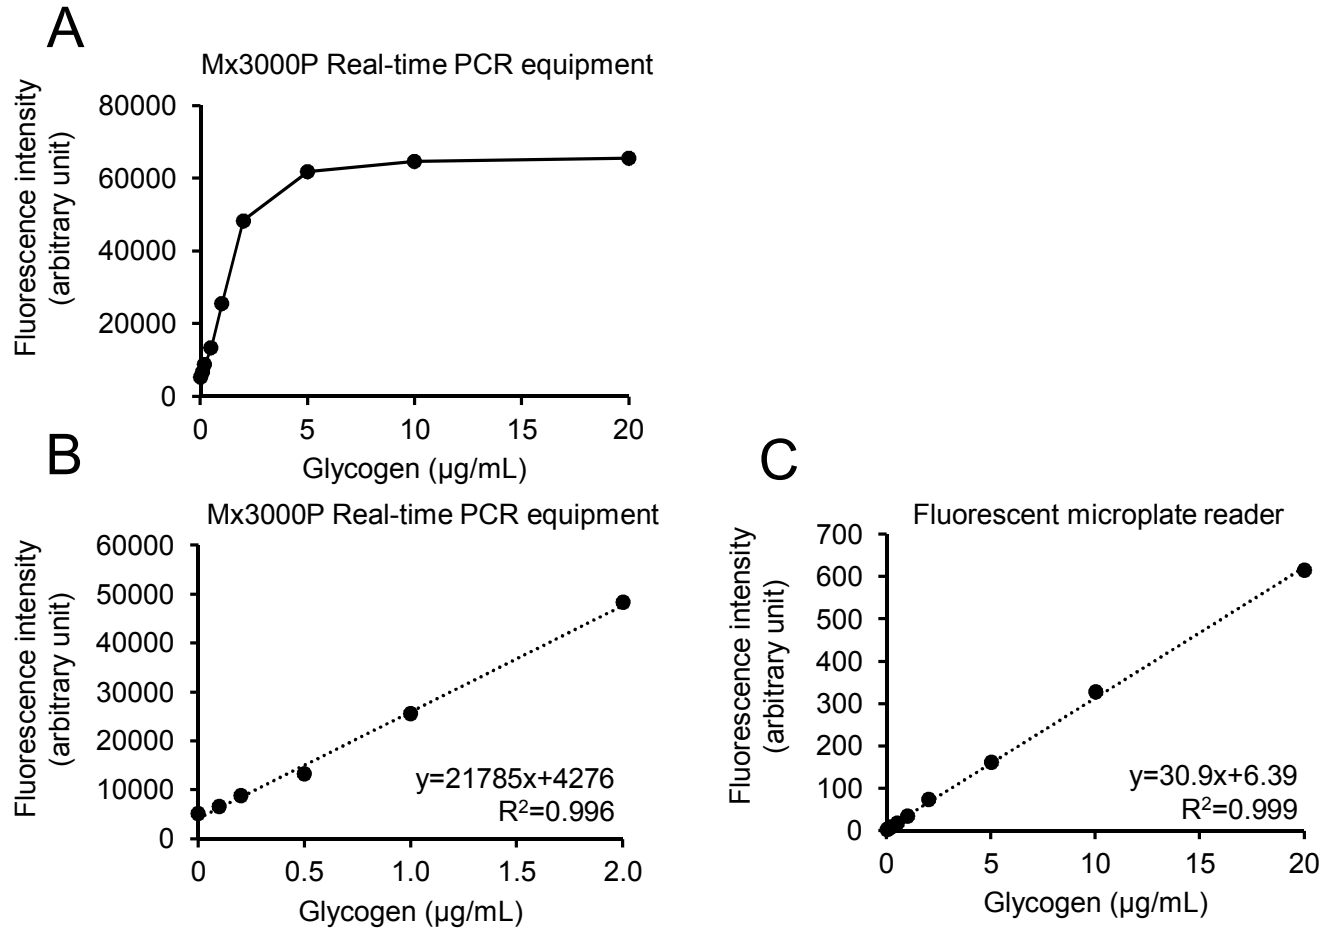 A
Mx3000P Real-time PCR equipment
Fluorescence intensity
(arbitrary unit)
80000
60000
40000
20000
0
0 5 10 15 20
Glycogen (µg/mL)
B
Mx3000P Real-time PCR equipment
Fluorescence intensity
(arbitrary unit)
60000
50000
40000
30000
20000
10000
0
y=21785x+4276
R²=0.996
0 0.5 1.0 1.5 2.0
Glycogen (µg/mL)
C
Fluorescent microplate reader
Fluorescence intensity
(arbitrary unit)
700
600
500
400
300
200
100
0
y=30.9x+6.39
R²=0.999
0 5 10 15 20
Glycogen (µg/mL)